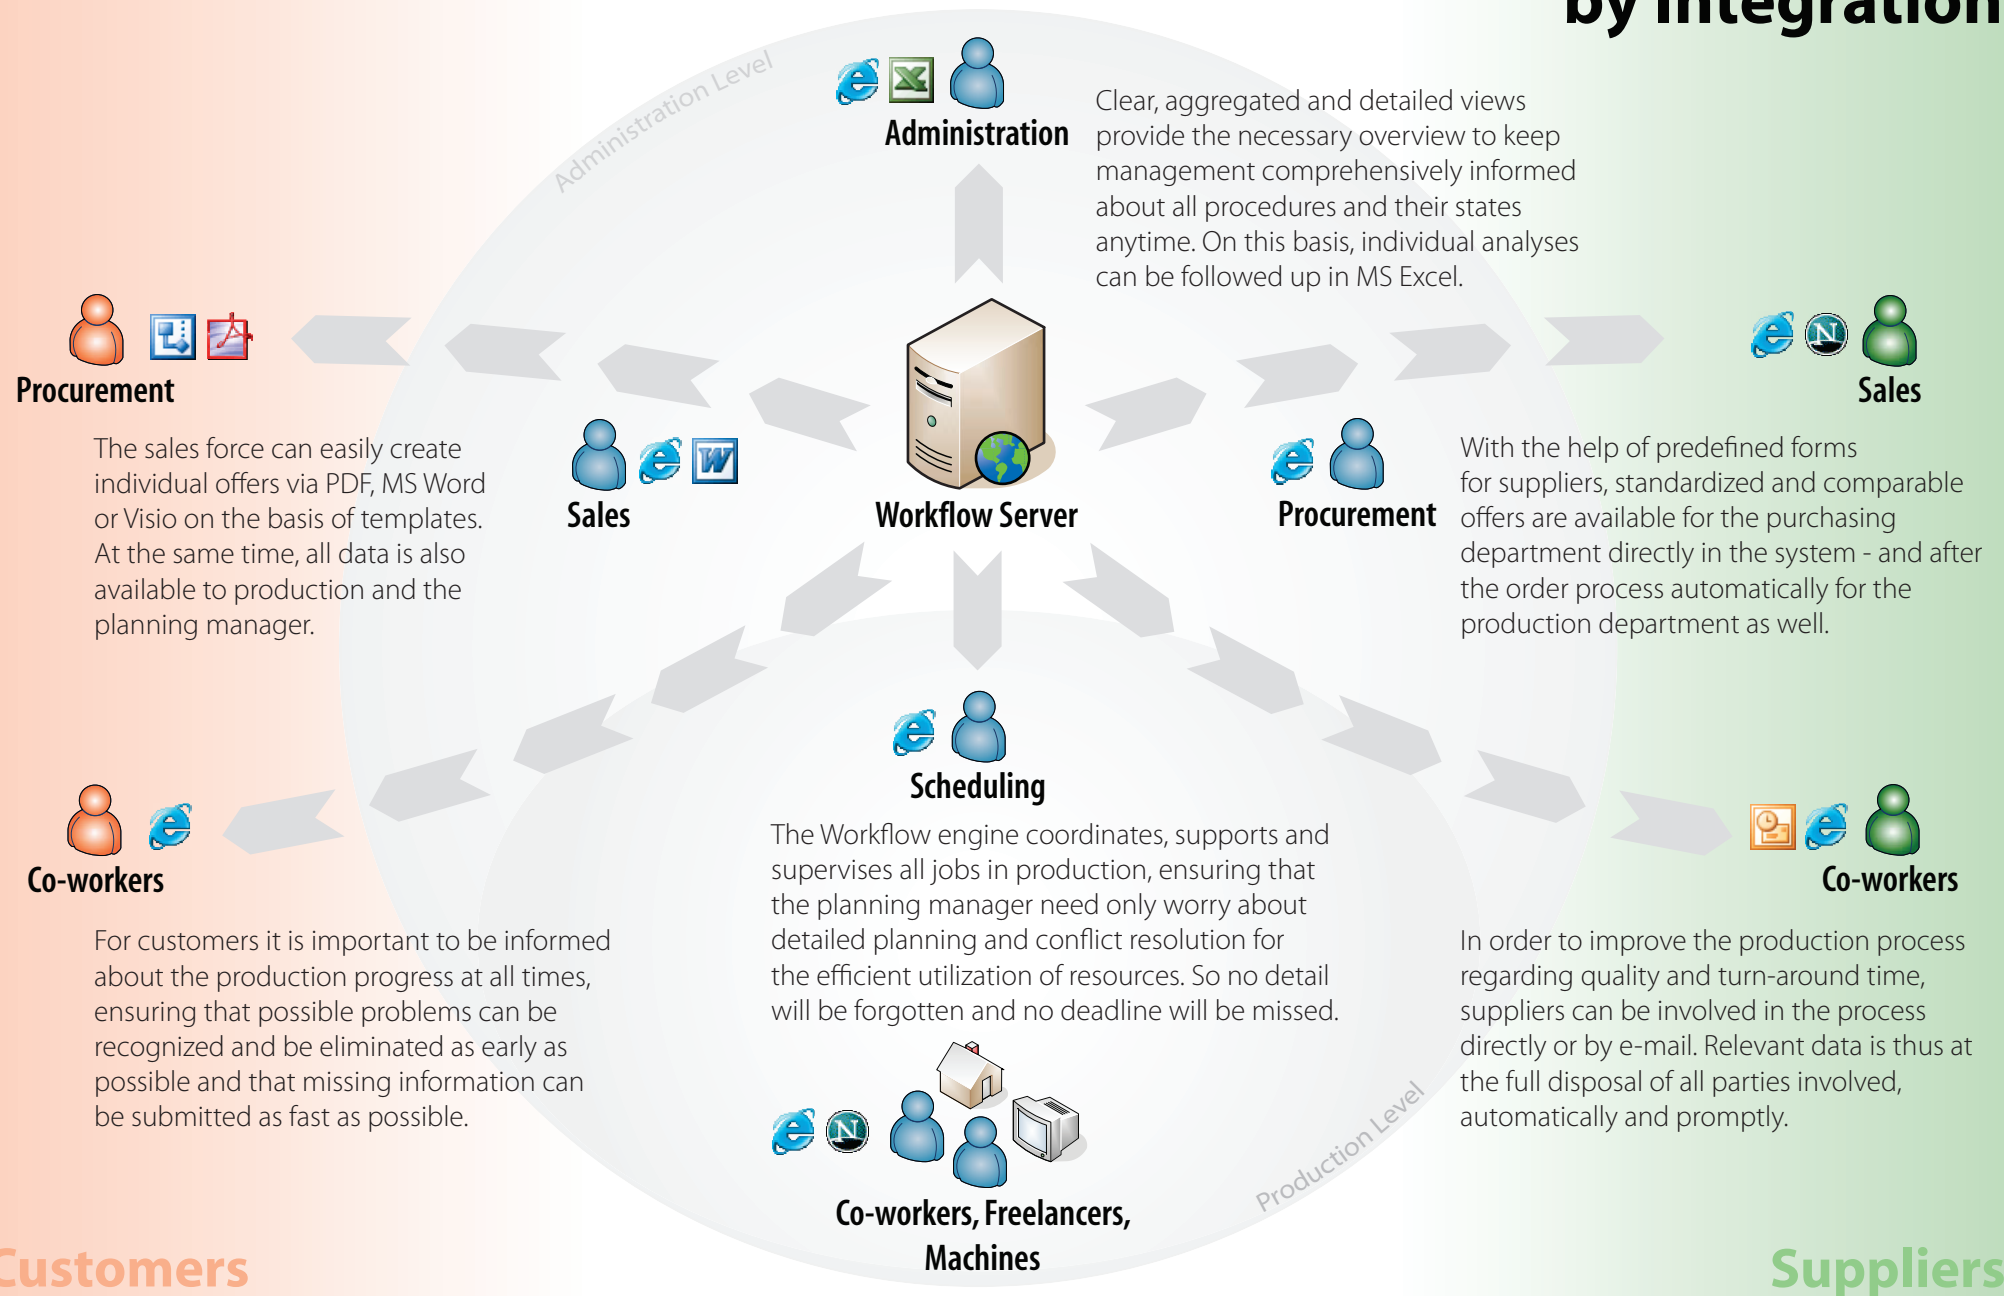 by Integration
Administration Level
Administration
Clear, aggregated and detailed views
provide the necessary overview to keep
management comprehensively informed
about all procedures and their states
anytime. On this basis, individual analyses
can be followed up in MS Excel.
Procurement
The sales force can easily create
individual offers via PDF, MS Word
or Visio on the basis of templates.
At the same time, all data is also
available to production and the
planning manager.
Sales
Workflow Server
Procurement
N
Sales
With the help of predefined forms
for suppliers, standardized and comparable
offers are available for the purchasing
department directly in the system - and after
the order process automatically for the
production department as well.
Co-workers
For customers it is important to be informed
about the production progress at all times,
ensuring that possible problems can be
recognized and be eliminated as early as
possible and that missing information can
be submitted as fast as possible.
Scheduling
The Workflow engine coordinates, supports and
supervises all jobs in production, ensuring that
the planning manager need only worry about
detailed planning and conflict resolution for
the efficient utilization of resources. So no detail
will be forgotten and no deadline will be missed.
N
Co-workers, Freelancers,
Machines
Production Level
Co-workers
In order to improve the production process
regarding quality and turn-around time,
suppliers can be involved in the process
directly or by e-mail. Relevant data is thus at
the full disposal of all parties involved,
automatically and promptly.
Customers
Suppliers